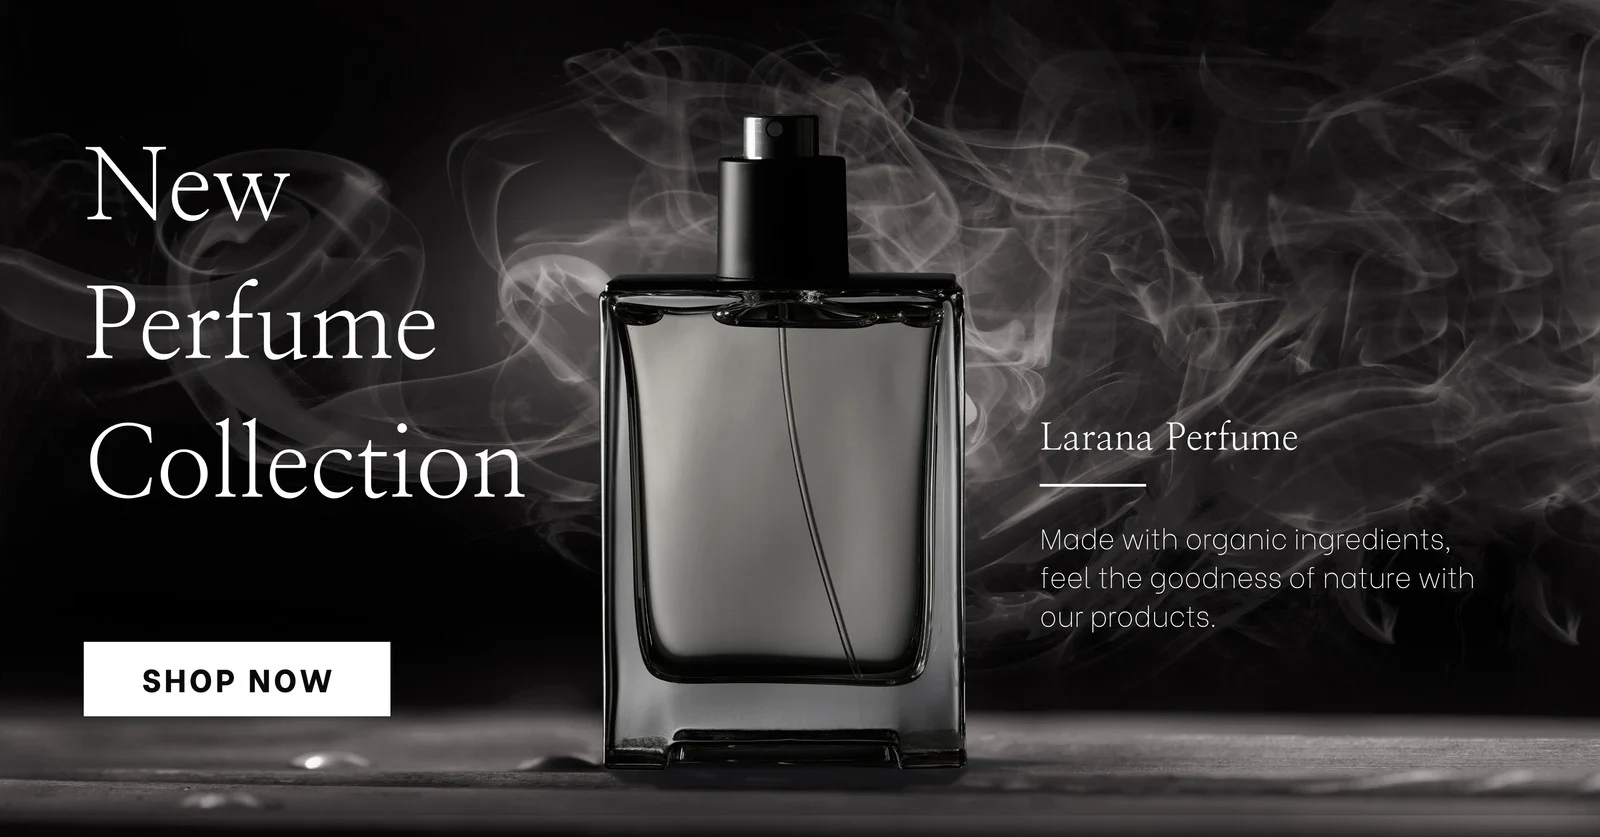 New
Perfume
Collection
SHOP NOW
Larana Perfume
Made with organic ingredients,
feel the goodness of nature with
our products.